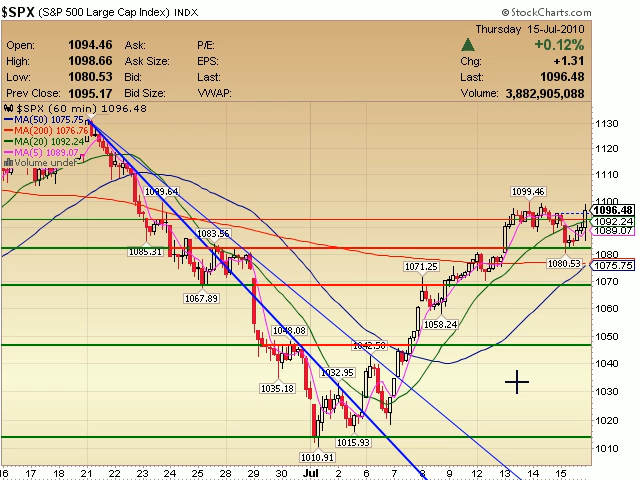 $SPX (S&P 500 Large Cap Index) INDX
© StockCharts.com
Thursday 15-Jul-2010
Open: 1094.46 Ask: P/E: +0.12%
High: 1098.66 Ask Size: EPS: Chg: +1.31
Low: 1080.53 Bid: Last: Last: 1096.48
Prev Close: 1095.17 Bid Size: VWAP: Volume: 3,882,905,088
$SPX (60 min) 1096.48
MA(50) 1075.75
MA(200) 1076.76
MA(20) 1092.24
MA(5) 1089.07
Volume undef
1130
1120
1110
1100
1096.48
1092.24
1089.07
1080
1075.75
1070
1060
1050
1040
1030
1020
1010
1099.64
1099.46
1083.56
1085.31
1080.53
1071.25
1067.89
1058.24
1048.08
1042.50
1035.18
1032.95
1015.93
1010.91
16 17 18 21 22 23 24 25 28 29 30 Jul 2 6 7 8 9 12 13 14 15